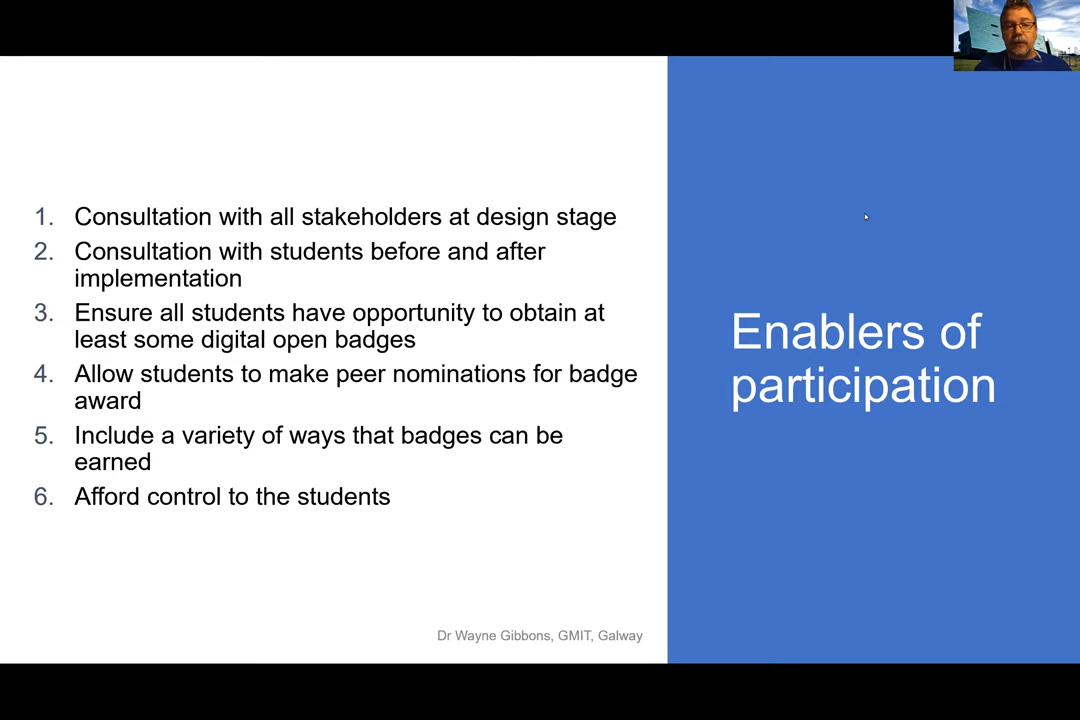 1. Consultation with all stakeholders at design stage
2. Consultation with students before and after
implementation
3. Ensure all students have opportunity to obtain at
least some digital open badges
4. Allow students to make peer nominations for badge
award
5. Include a variety of ways that badges can be
earned
6. Afford control to the students
Enablers of
participation
Dr Wayne Gibbons, GMIT, Galway